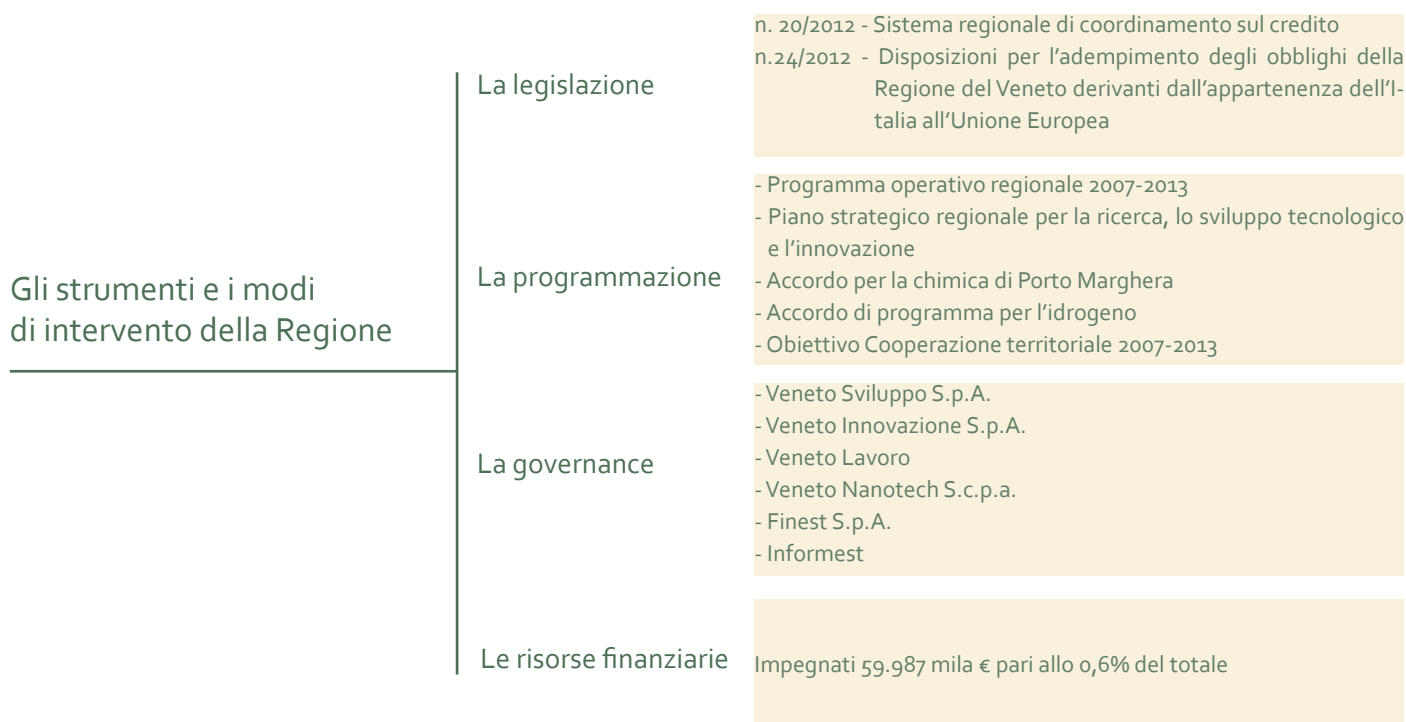 Gli strumenti e i modi
di intervento della Regione
La legislazione
n. 20/2012 - Sistema regionale di coordinamento sul credito
n.24/2012 - Disposizioni per l'adempimento degli obblighi della
Regione del Veneto derivanti dall'appartenenza dell'I-
talia all'Unione Europea
La programmazione
- Programma operativo regionale 2007-2013
- Piano strategico regionale per la ricerca, lo sviluppo tecnologico
e l'innovazione
- Accordo per la chimica di Porto Marghera
- Accordo di programma per l'idrogeno
- Obiettivo Cooperazione territoriale 2007-2013
La governance
- Veneto Sviluppo S.p.A.
- Veneto Innovazione S.p.A.
- Veneto Lavoro
- Veneto Nanotech S.c.p.a.
- Finest S.p.A.
- Informest
Le risorse finanziarie
Impegnati 59.987 mila € pari allo 0,6% del totale